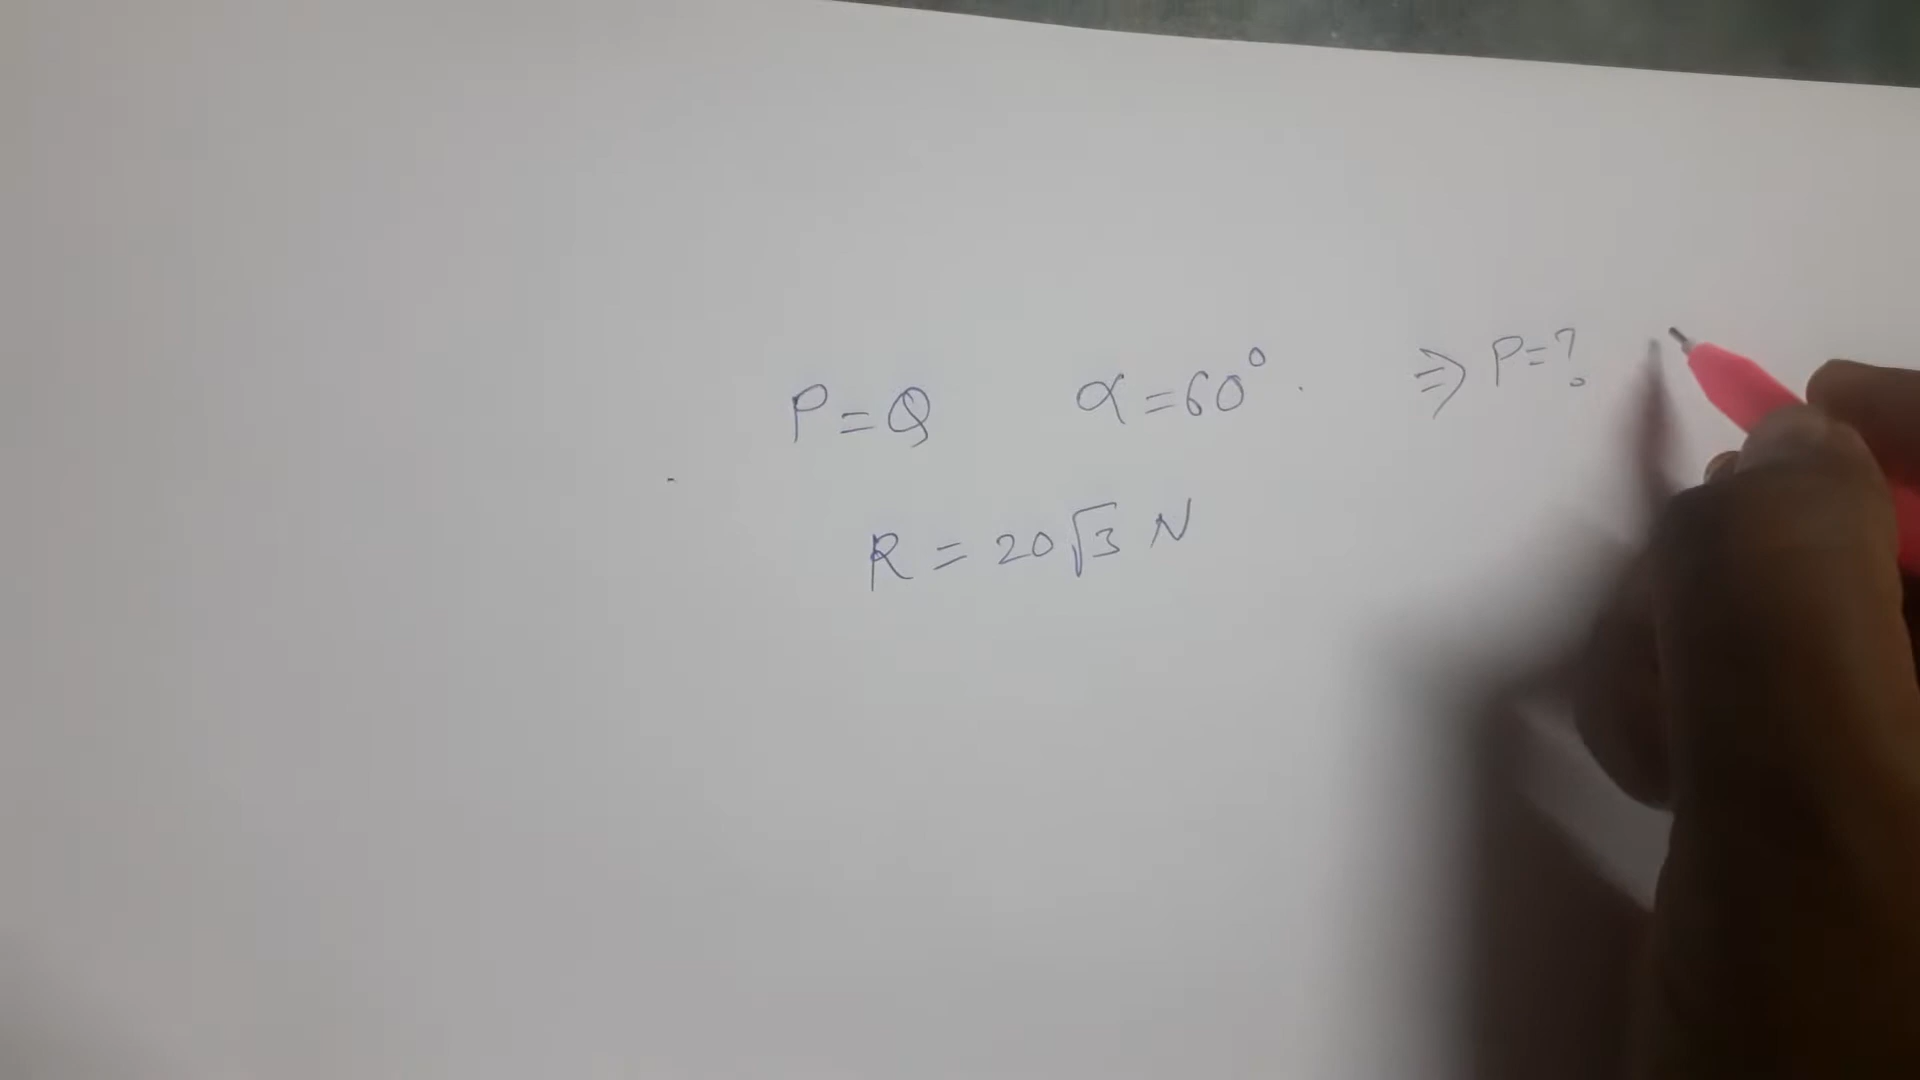 P = Q α = 60° . ⇒ P = ?
R = 20√3 N